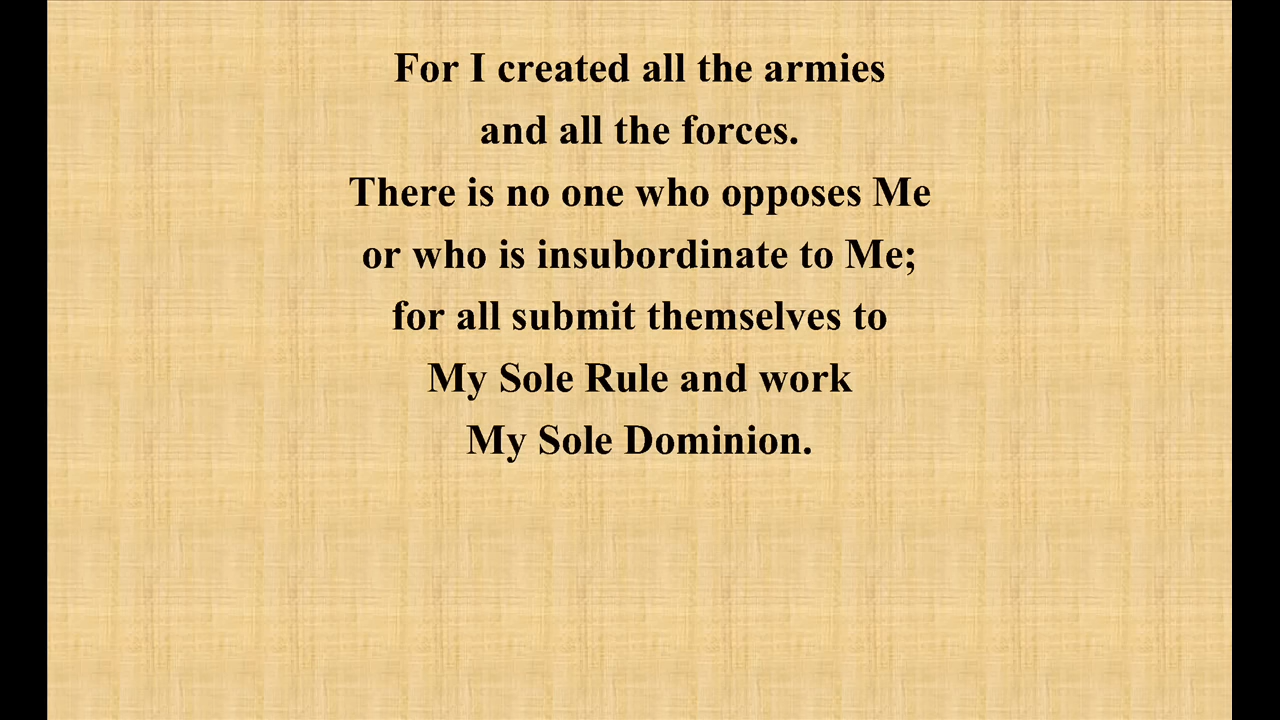 For I created all the armies
and all the forces.
There is no one who opposes Me
or who is insubordinate to Me;
for all submit themselves to
My Sole Rule and work
My Sole Dominion.